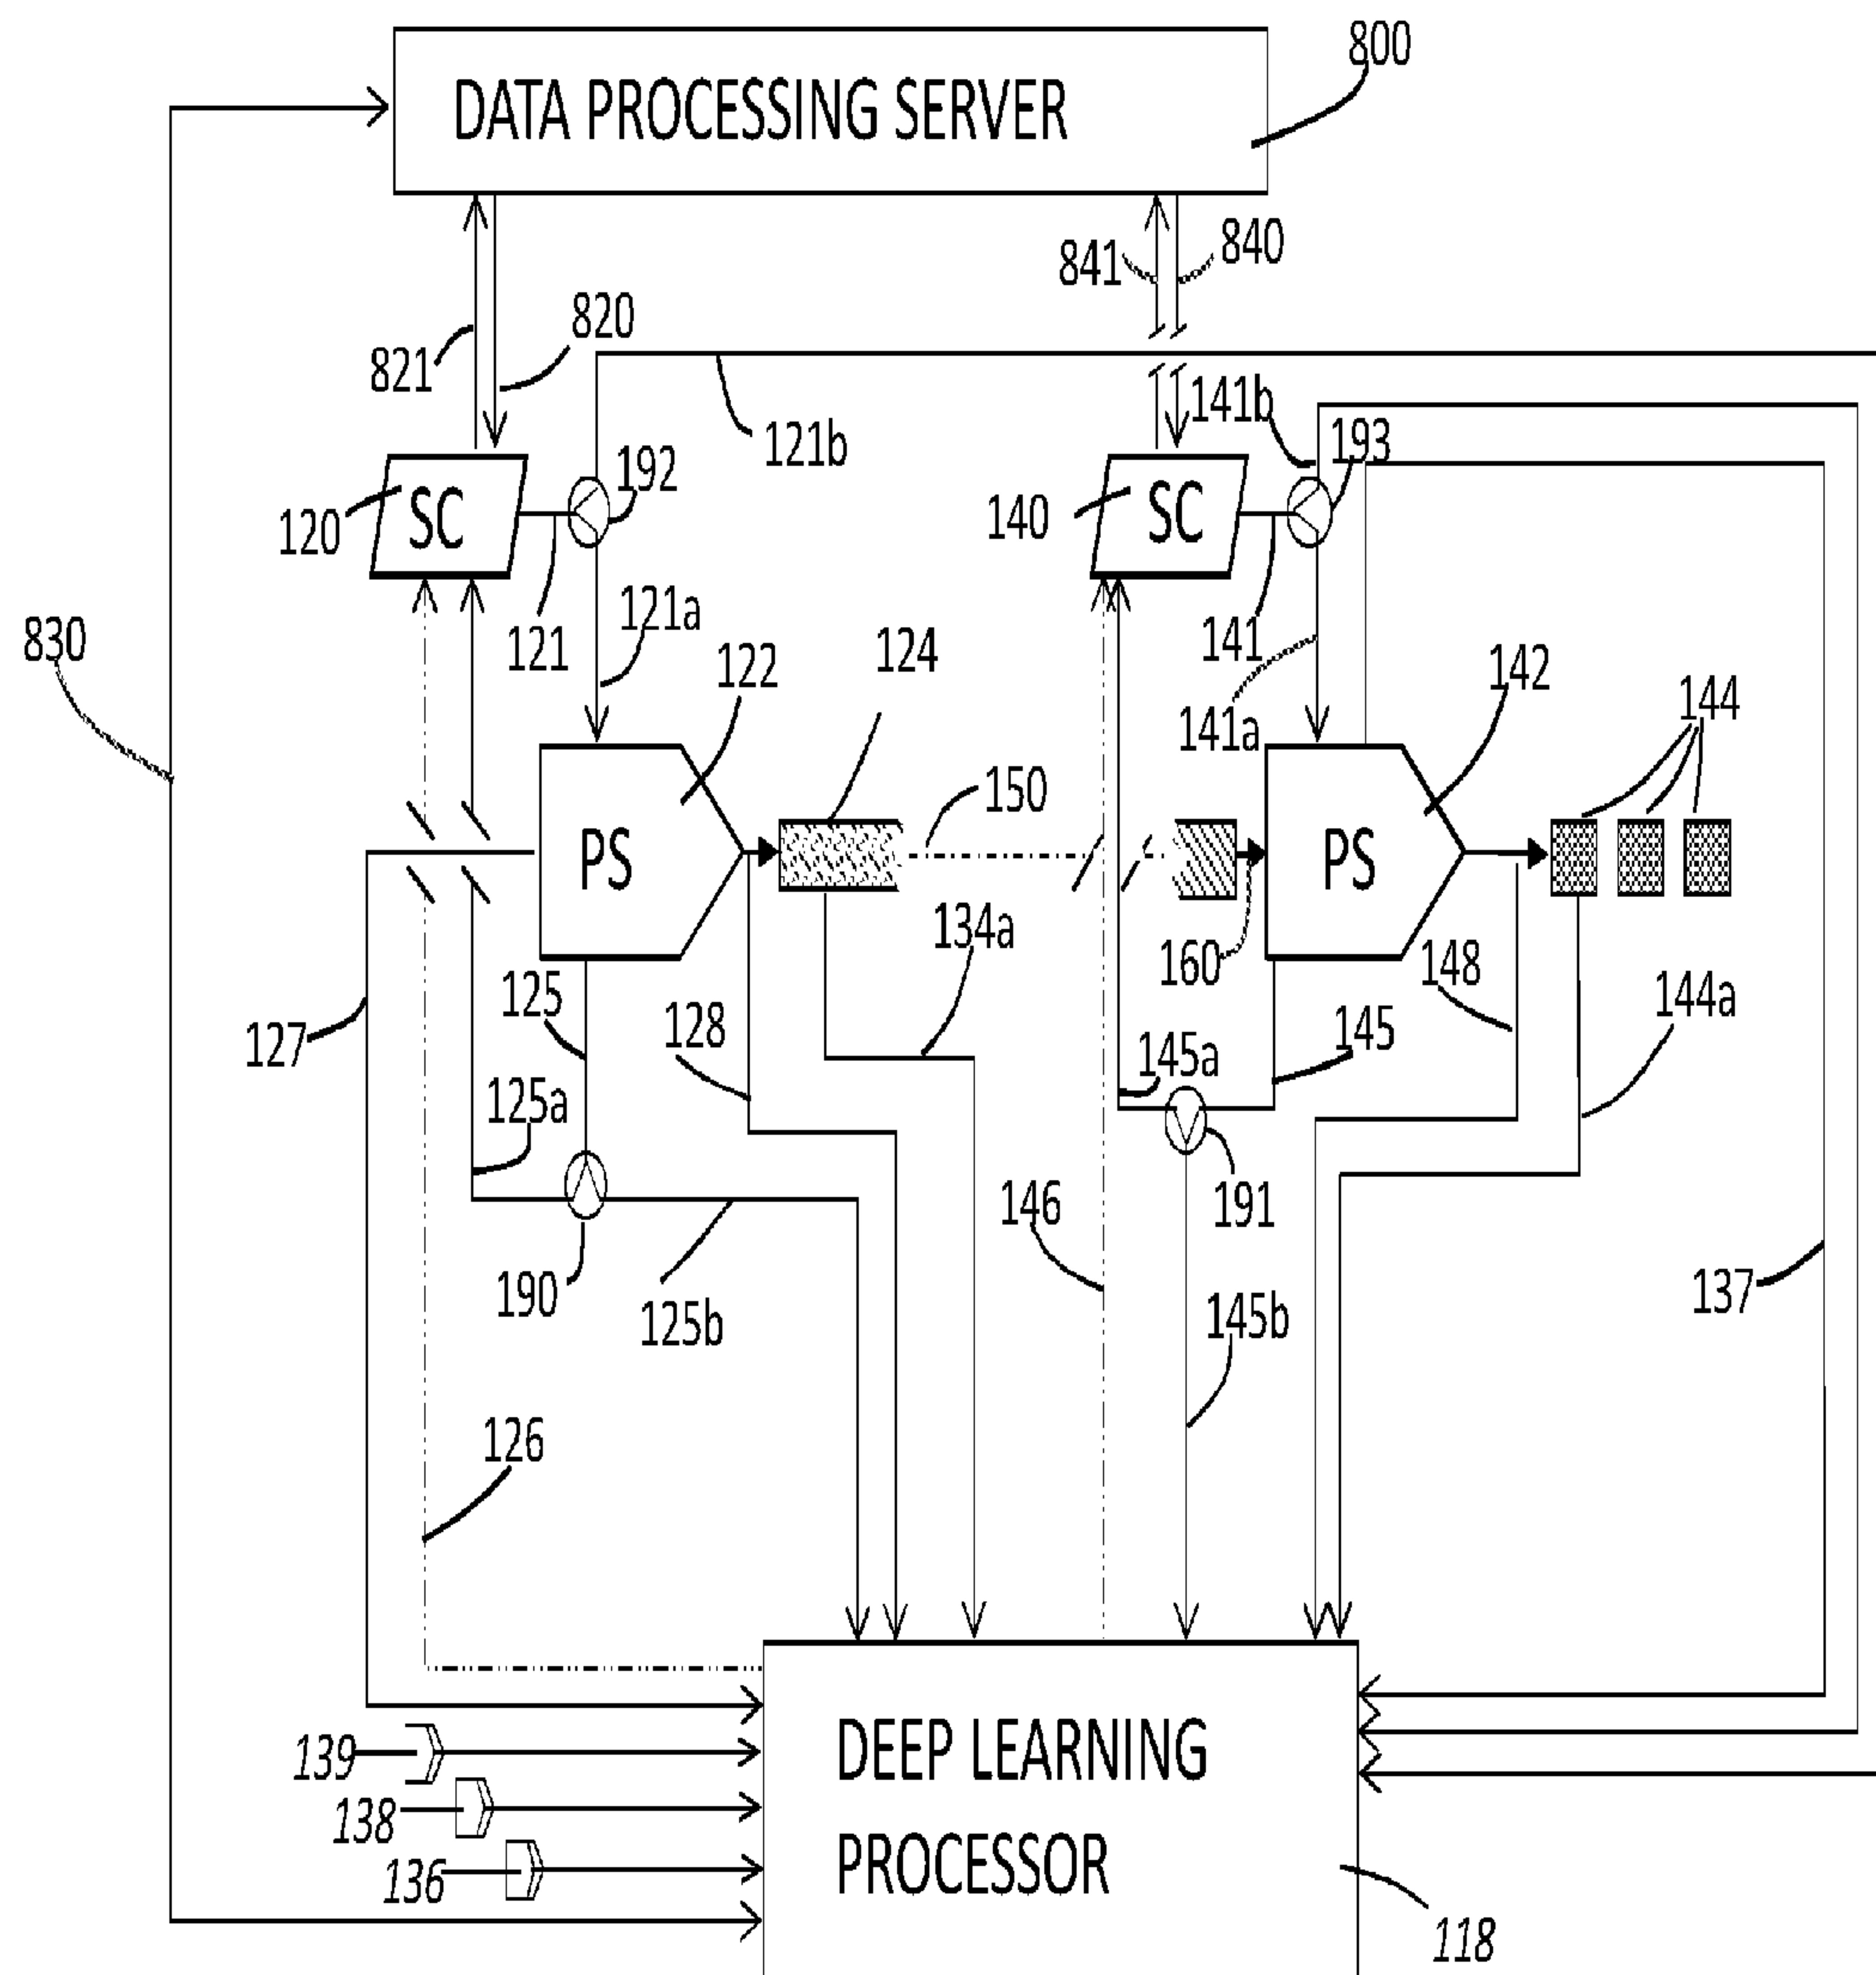 800
DATA PROCESSING SERVER
841
840
820
821
141b
193
121b
192
120
SC
140
SC
121
121a
141
830
122
124
142
144
141a
150
PS
PS
134a
160
148
125
128
127
145a
145
144a
125a
146
191
190
137
125b
145b
126
139
DEEP LEARNING
138
136
PROCESSOR
118